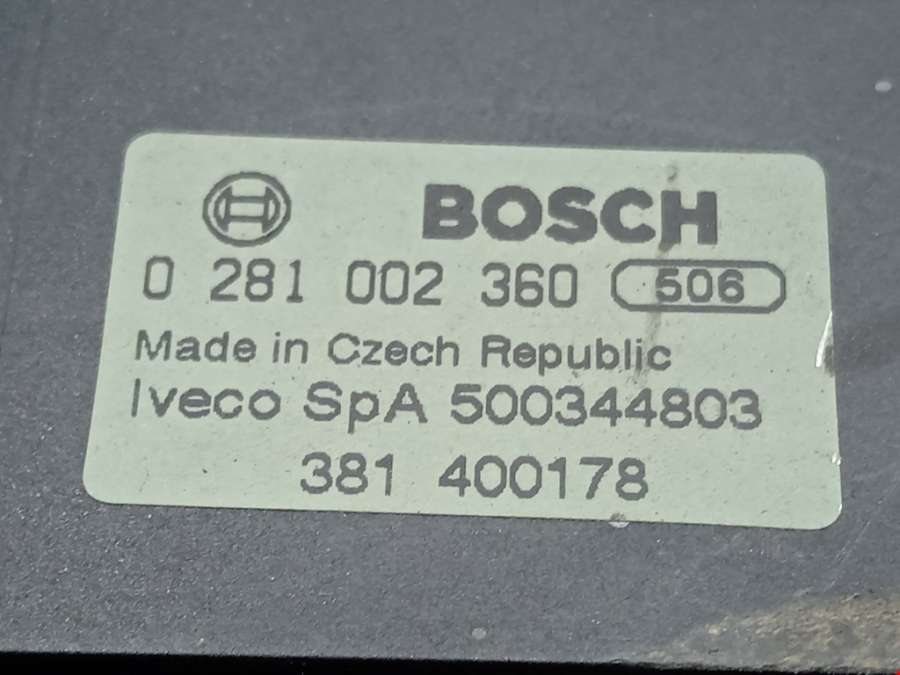 BOSCH
0 281 002 360 506
Made in Czech Republic
Iveco SpA 500344803
381 400178